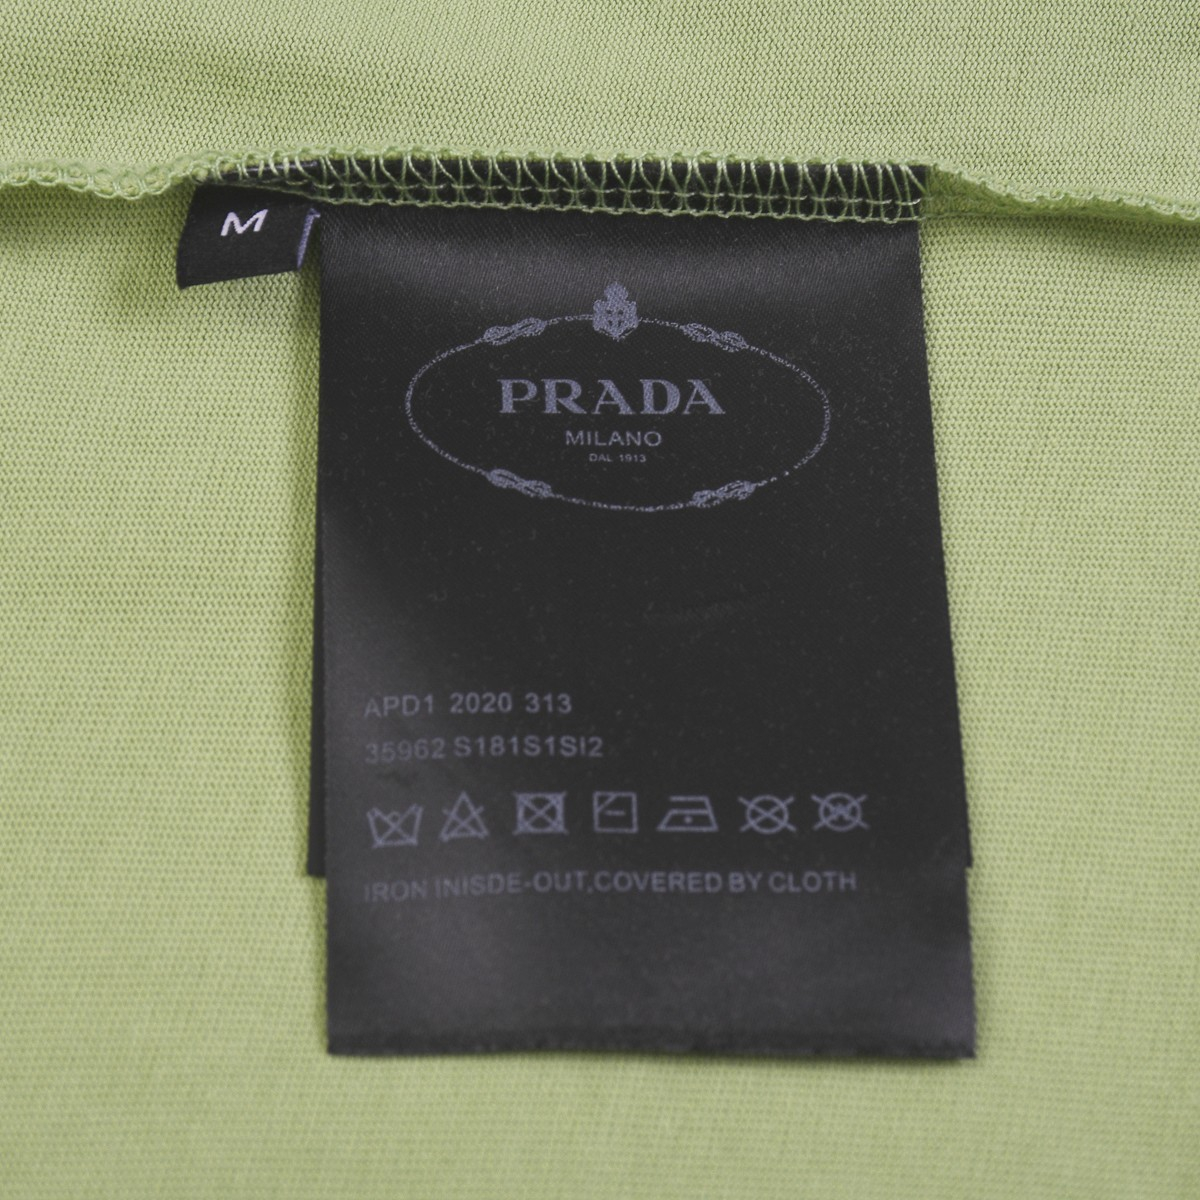 M
PRADA
MILANO
DAL 1913
APD1 2020 313
35962 S181S1SI2
IRON INISDE-OUT,COVERED BY CLOTH